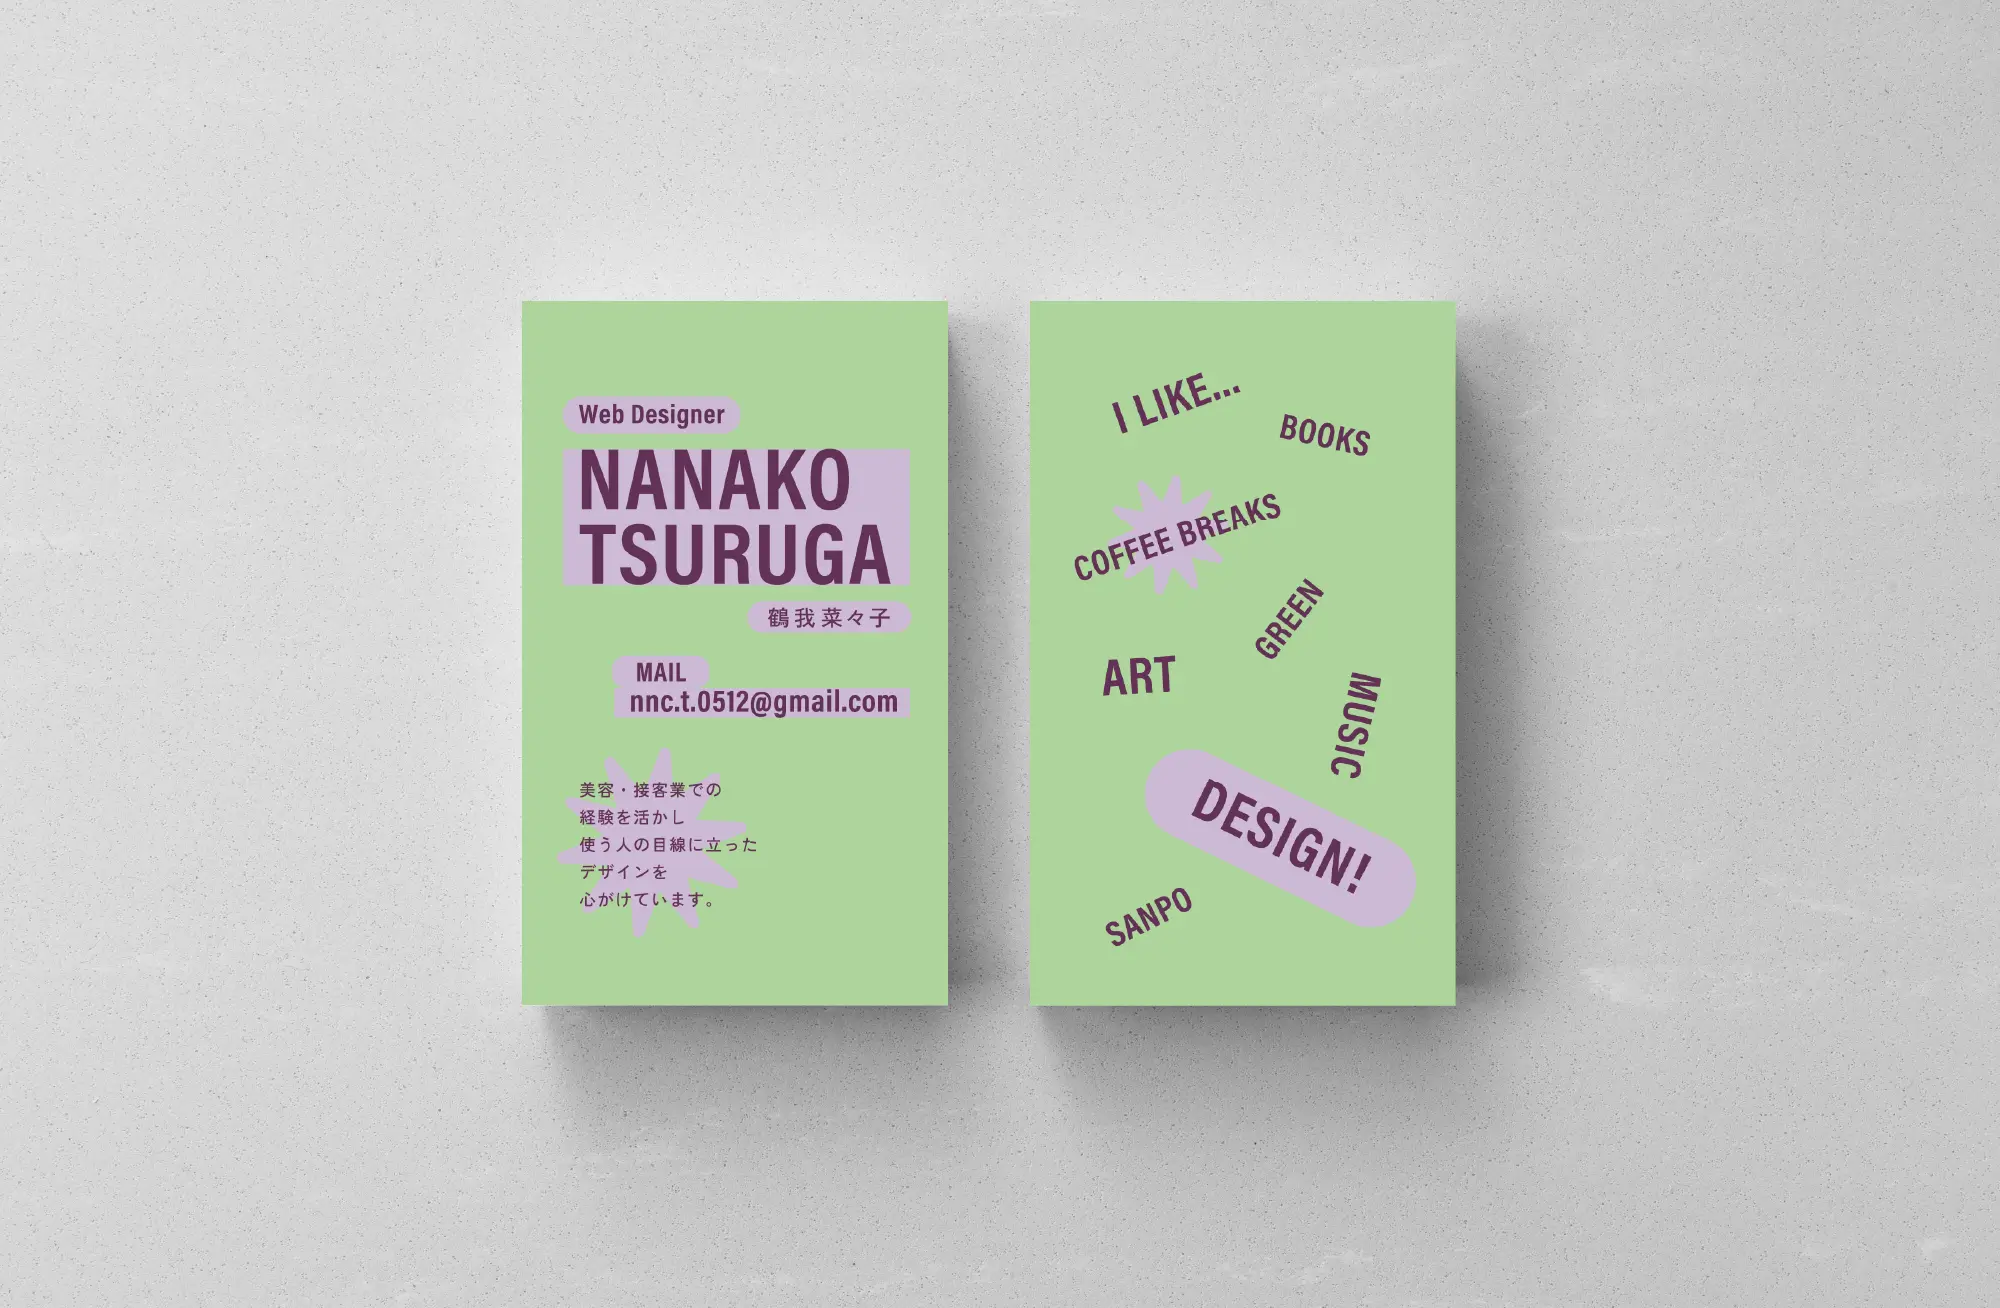 Web Designer
NANAKO
TSURUGA
鶴我 菜々子
MAIL
nnc.t.0512@gmail.com
美容・接客業での
経験を活かし
使う人の目線に立った
デザインを
心がけています。
I LIKE...
BOOKS
COFFEE BREAKS
GREEN
ART
MUSIC
DESIGN!
SANPO